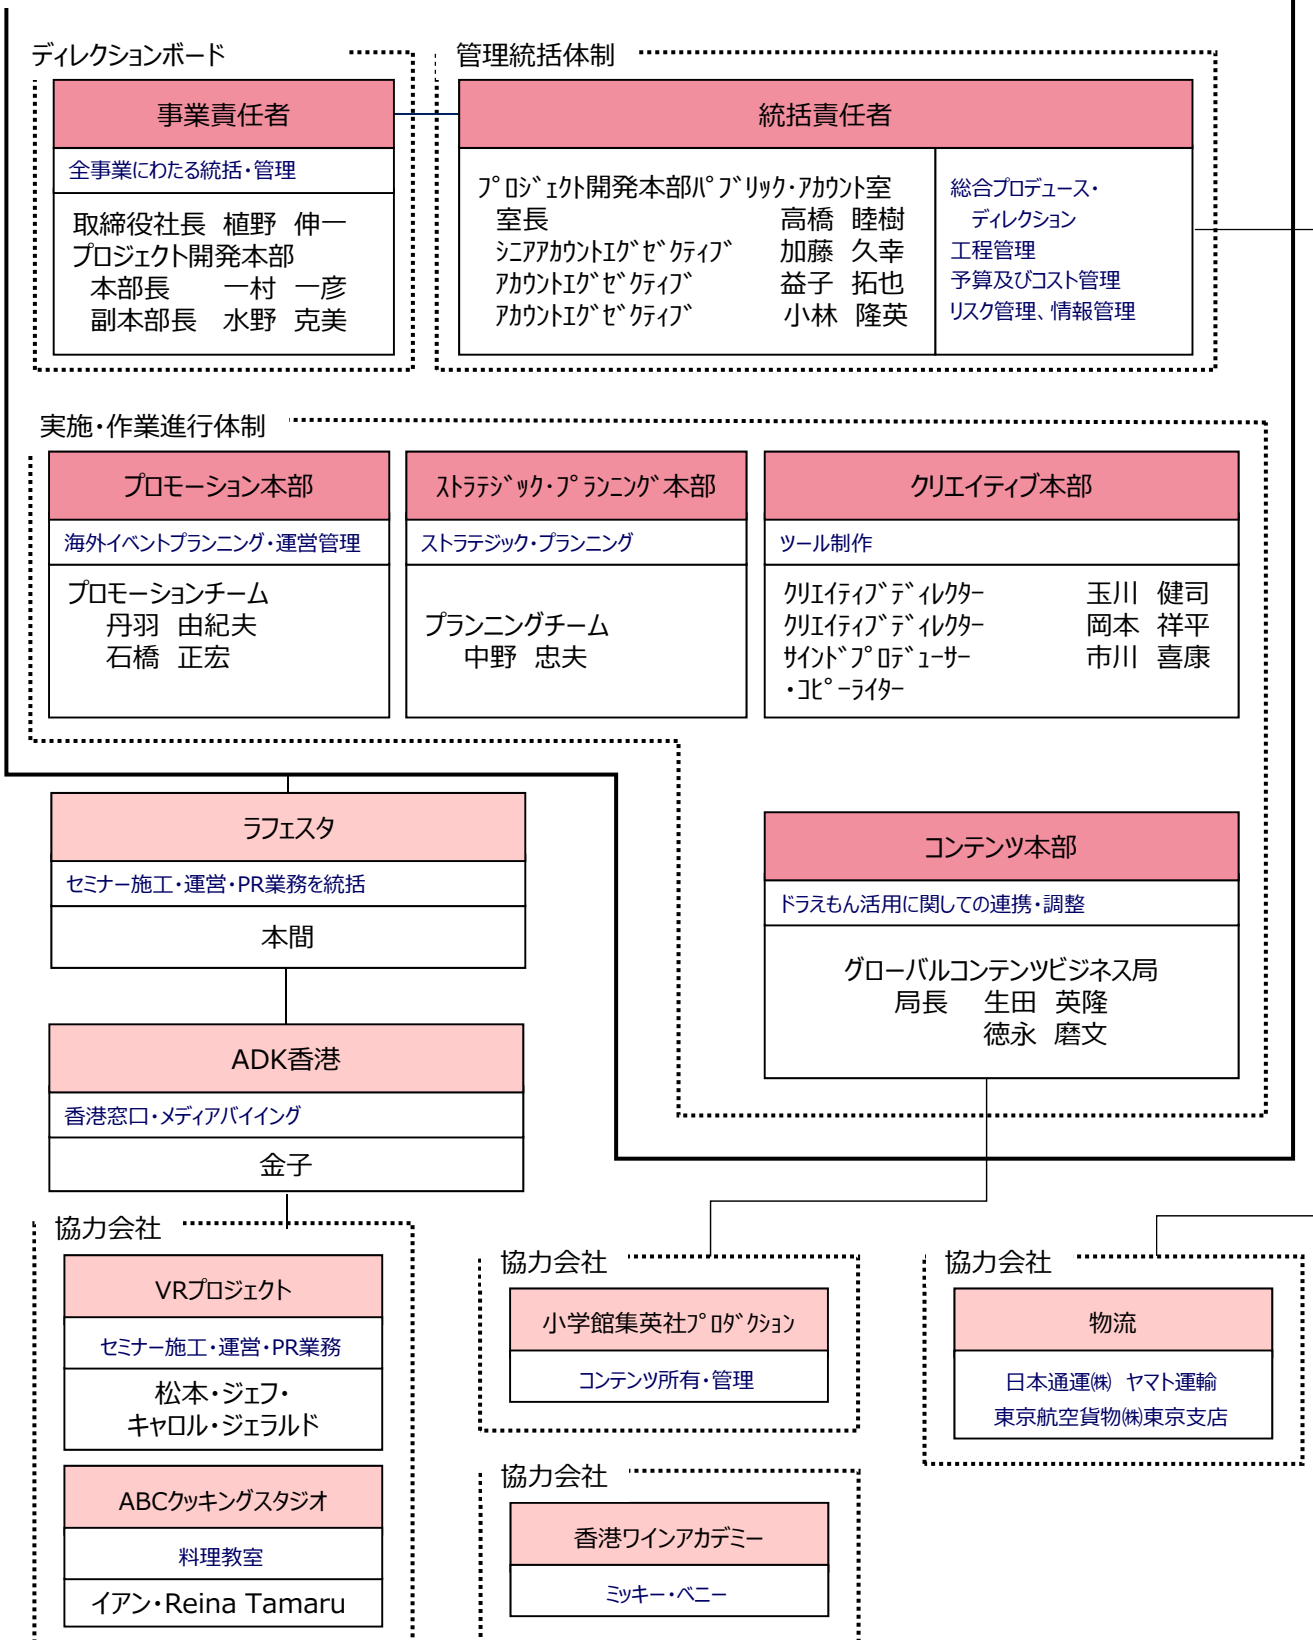 ディレクションボード
事業責任者
全事業にわたる統括・管理
取締役社長 植野 伸一
プロジェクト開発本部
本部長 一村 一彦
副本部長 水野 克美
管理統括体制
統括責任者
ﾌﾟﾛｼﾞｪｸﾄ開発本部ﾊﾟﾌﾞﾘｯｸ・ｱｶｳﾝﾄ室
室長 高橋 睦樹
ｼﾆｱｱｶｳﾝﾄｴｸﾞｾﾞｸﾃｨﾌﾞ 加藤 久幸
ｱｶｳﾝﾄｴｸﾞｾﾞｸﾃｨﾌﾞ 益子 拓也
ｱｶｳﾝﾄｴｸﾞｾﾞｸﾃｨﾌﾞ 小林 隆英
総合プロデュース・
ディレクション
工程管理
予算及びコスト管理
リスク管理、情報管理
実施・作業進行体制
プロモーション本部
海外イベントプランニング・運営管理
プロモーションチーム
丹羽 由紀夫
石橋 正宏
ｽﾄﾗﾃｼﾞｯｸ・ﾌﾟﾗﾝﾆﾝｸﾞ本部
ストラテジック・プランニング
プランニングチーム
中野 忠夫
クリエイティブ本部
ツール制作
ｸﾘｴｲﾃｨﾌﾞﾃﾞｨﾚｸﾀｰ 玉川 健司
ｸﾘｴｲﾃｨﾌﾞﾃﾞｨﾚｸﾀｰ 岡本 祥平
ｻｲﾝﾄﾞﾌﾟﾛﾃﾞｭｰｻｰ 市川 喜康
・ｺﾋﾟｰﾗｲﾀｰ
コンテンツ本部
ドラえもん活用に関しての連携・調整
グローバルコンテンツビジネス局
局長 生田 英隆
徳永 磨文
ラフェスタ
セミナー施工・運営・PR業務を統括
本間
ADK香港
香港窓口・メディアバイイング
金子
協力会社
VRプロジェクト
セミナー施工・運営・PR業務
松本・ジェフ・
キャロル・ジェラルド
ABCクッキングスタジオ
料理教室
イアン・Reina Tamaru
協力会社
小学館集英社ﾌﾟﾛﾀﾞｸｼｮﾝ
コンテンツ所有・管理
協力会社
香港ワインアカデミー
ミッキー・ベニー
協力会社
物流
日本通運㈱ ヤマト運輸
東京航空貨物㈱東京支店